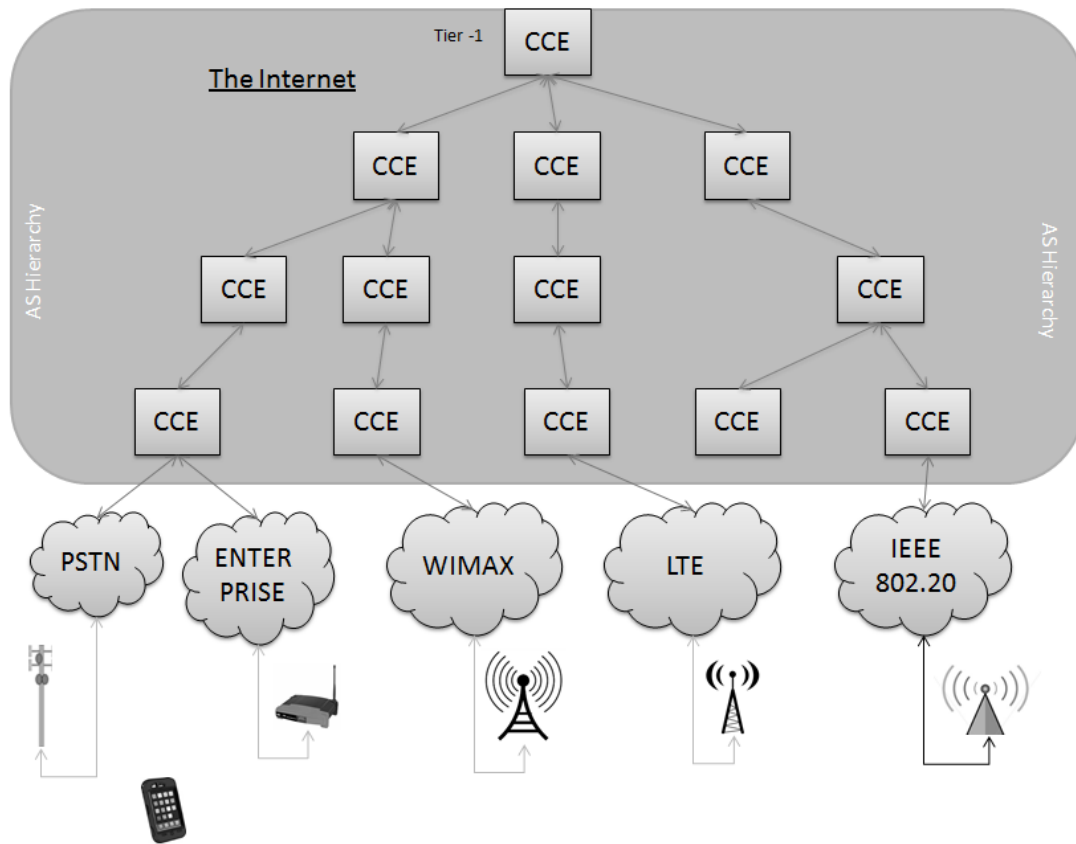 Tier -1
CCE
The Internet
CCE
CCE
CCE
AS Hierarchy
AS Hierarchy
CCE
CCE
CCE
CCE
CCE
CCE
CCE
CCE
CCE
PSTN
ENTER
PRISE
WIMAX
LTE
IEEE
802.20